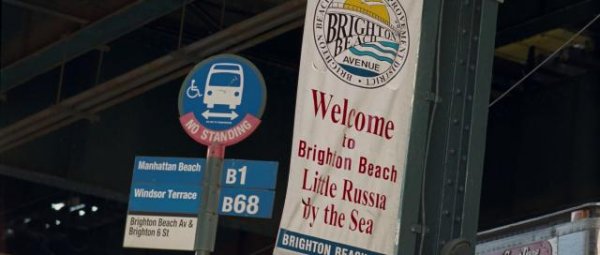 NO STANDING
Manhattan Beach B1
Windsor Terrace B68
Brighton Beach Av &
Brighton 6 St
BRIGHTON
BEACH
AVENUE
Welcome
to
Brighton Beach
Little Russia
by the Sea
BRIGHTON BEACH